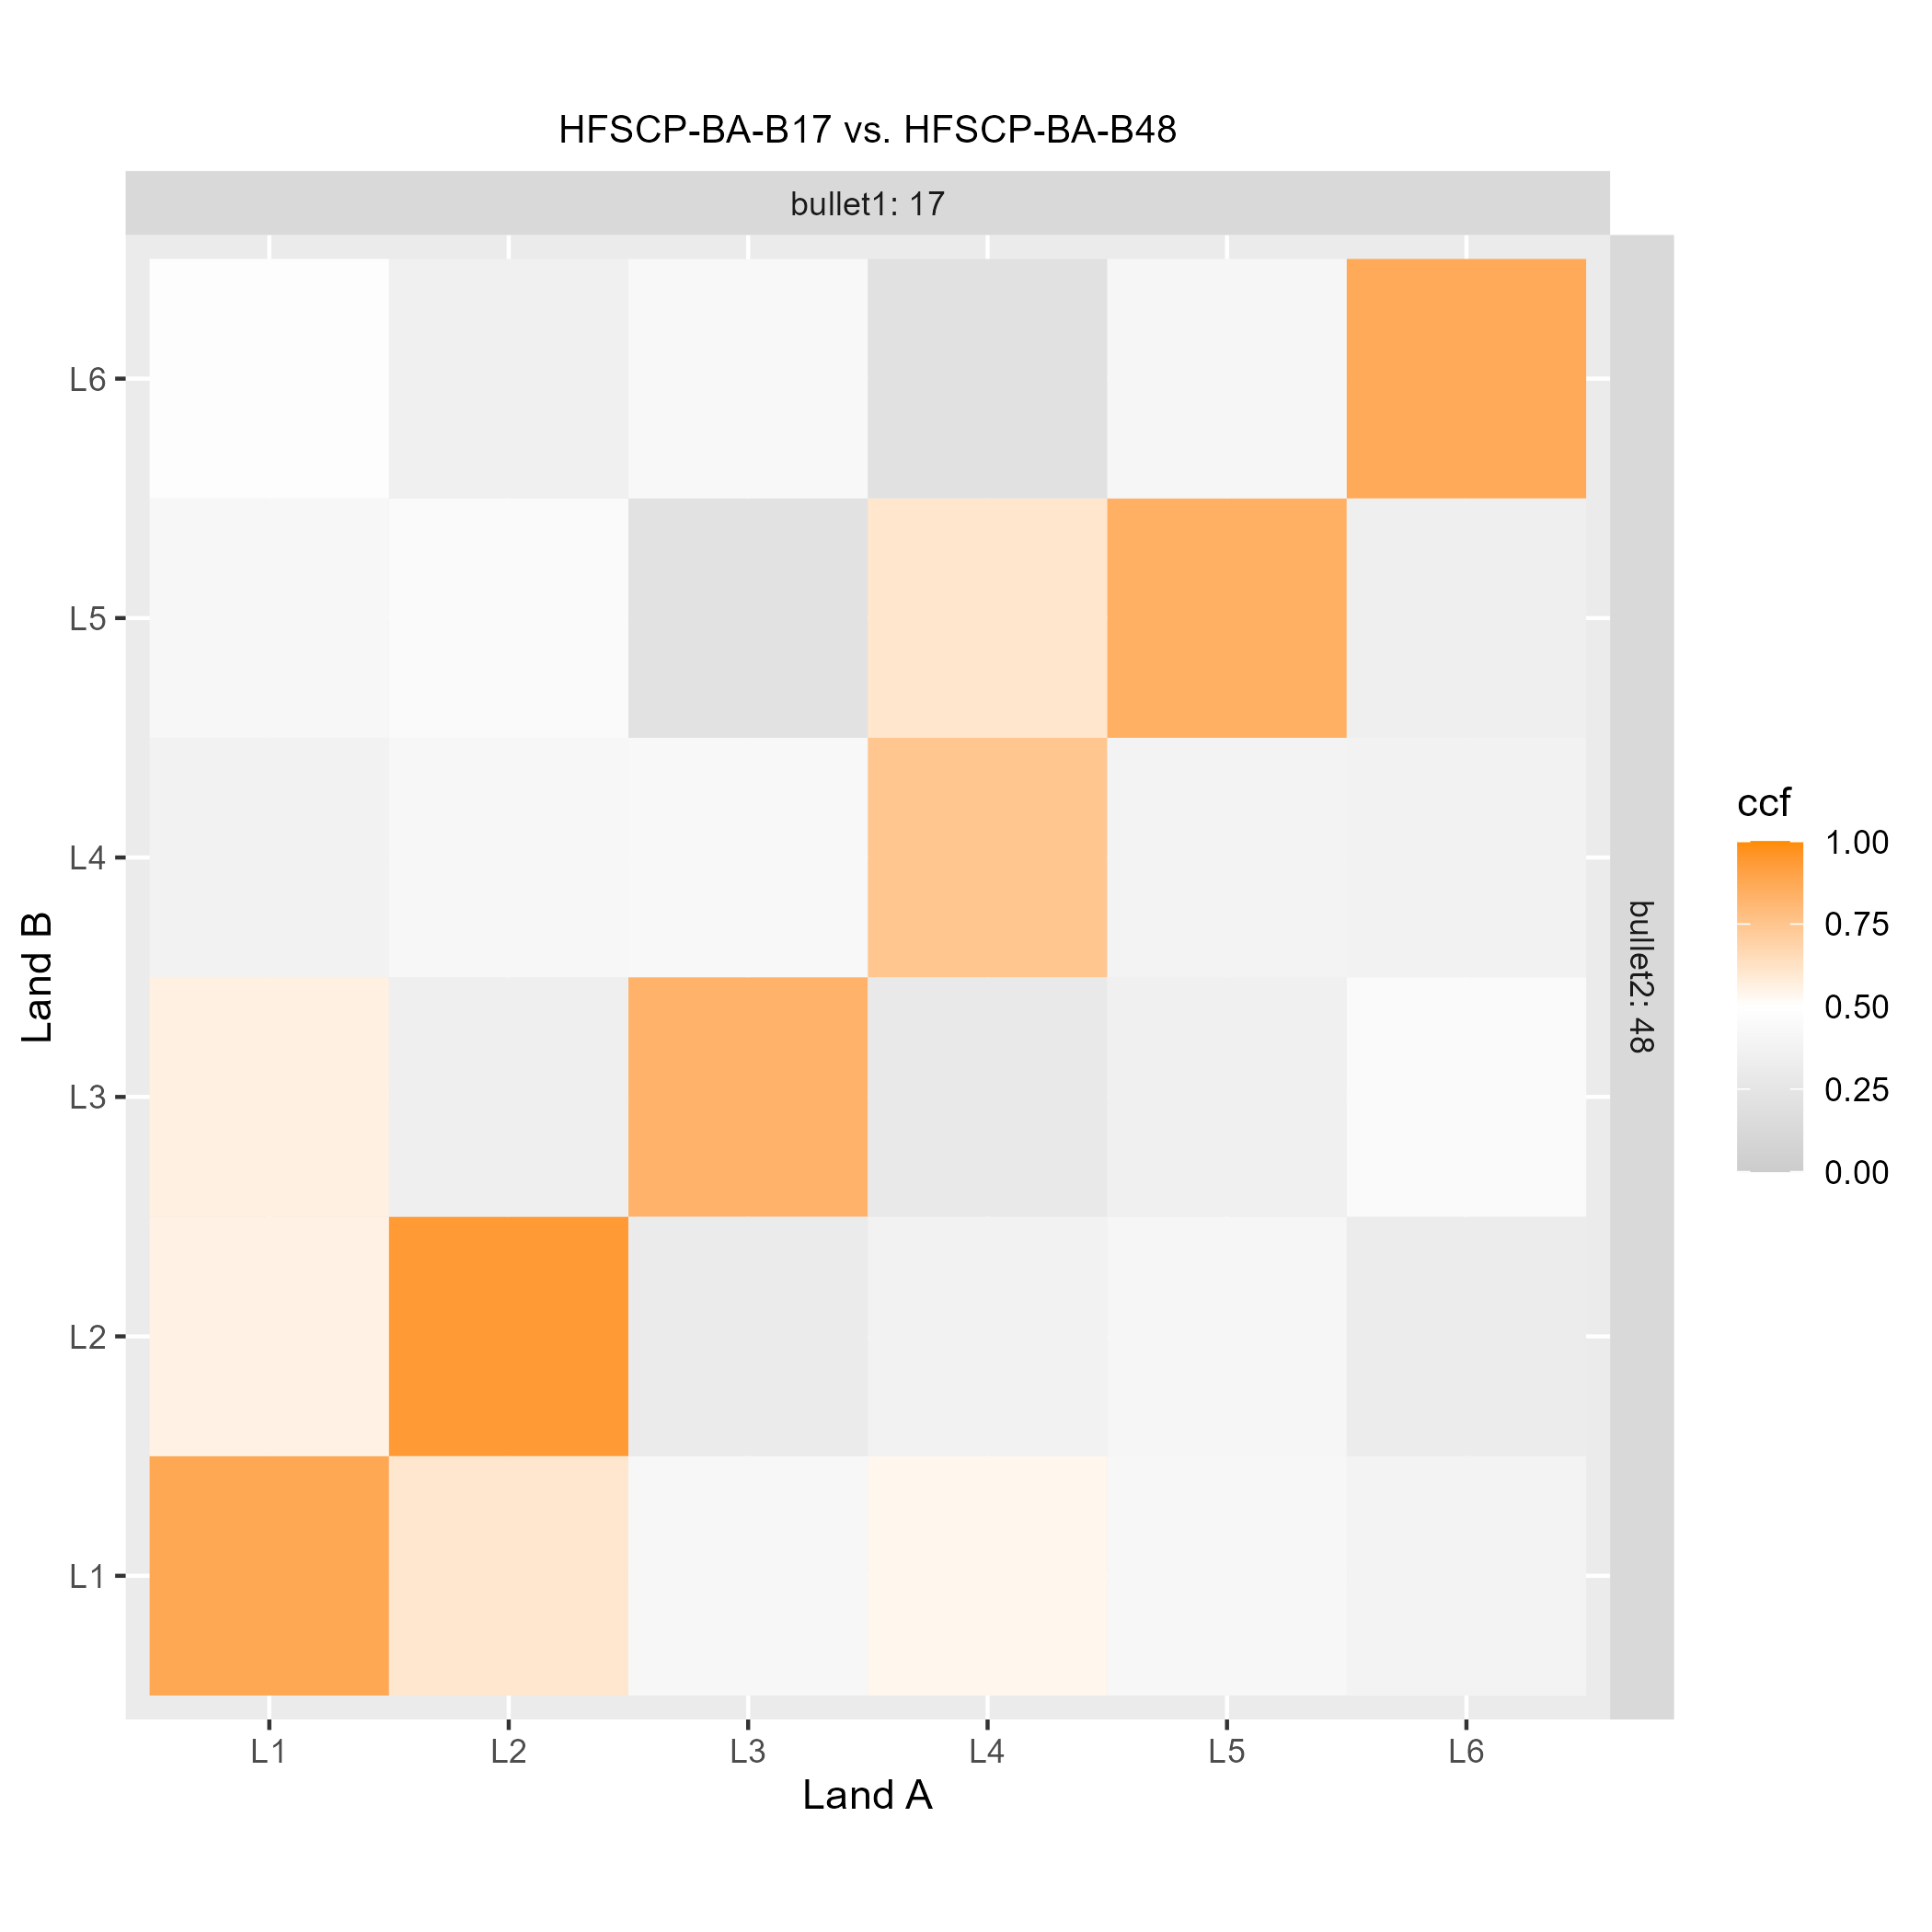 HFSCP-BA-B17 vs. HFSCP-BA-B48
bullet1: 17
L6
L5
L4
L3
L2
L1
Land B
bullet2: 48
ccf
1.00
0.75
0.50
0.25
0.00
L1 L2 L3 L4 L5 L6
Land A